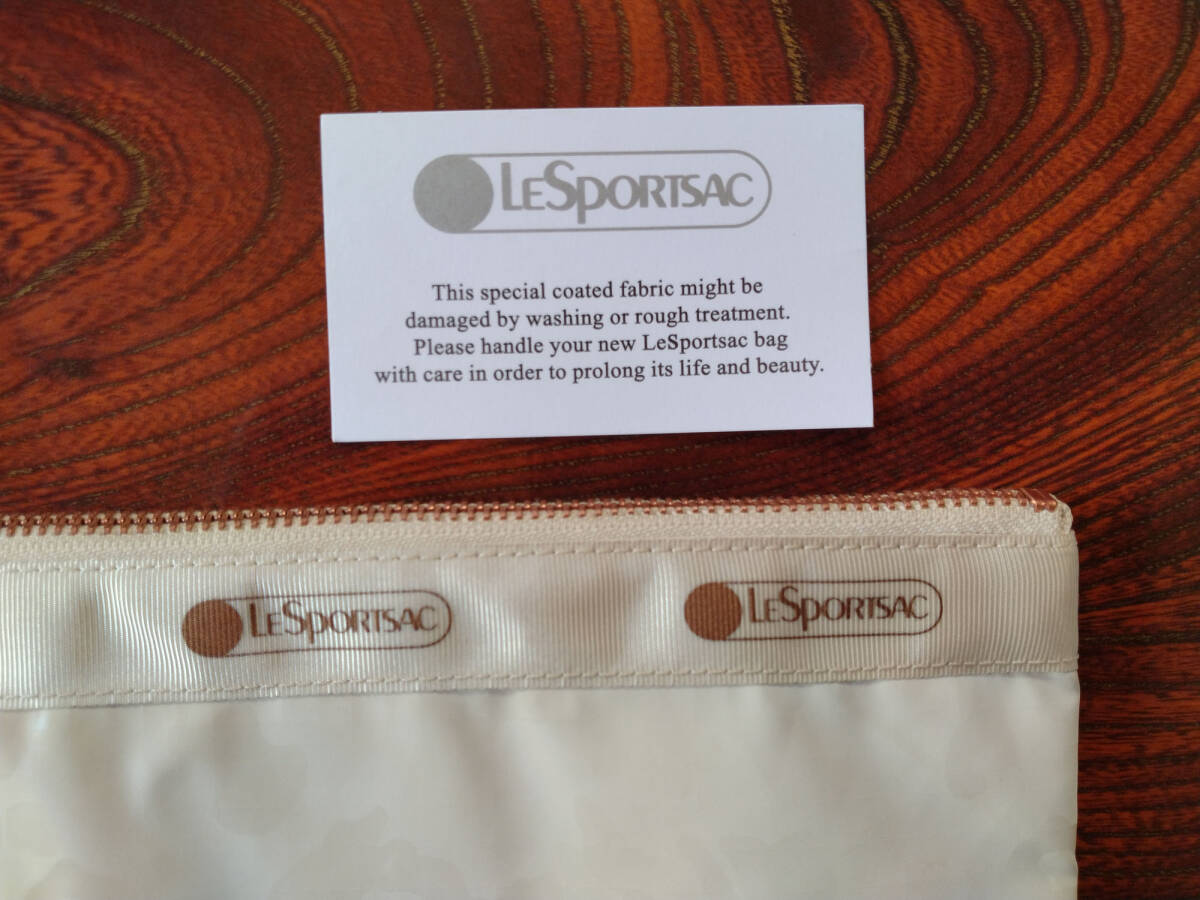 LESPORTSAC
This special coated fabric might be
damaged by washing or rough treatment.
Please handle your new LeSportsac bag
with care in order to prolong its life and beauty.
LESPORTSAC LESPORTSAC